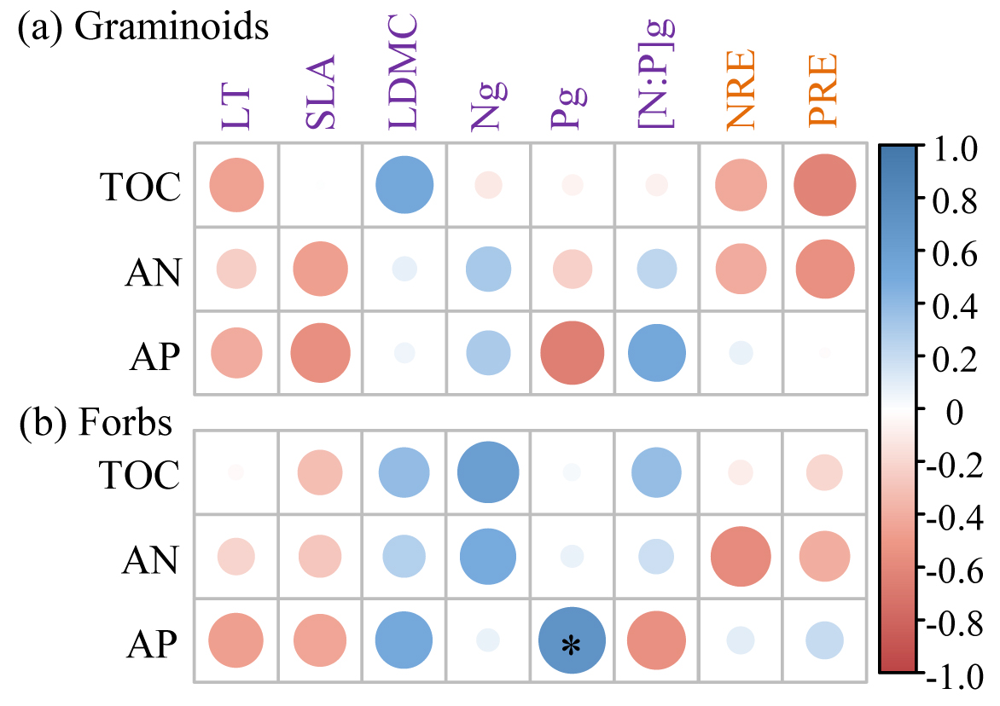 (a) Graminoids
LT SLA LDMC Ng Pg [N:P]g NRE PRE
TOC
AN
AP
(b) Forbs
TOC
AN
AP
*
1.0
0.8
0.6
0.4
0.2
0
-0.2
-0.4
-0.6
-0.8
-1.0